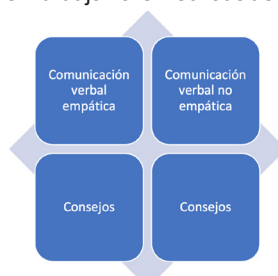 Comunicación
verbal
empática
Comunicación
verbal no
empática
Consejos
Consejos